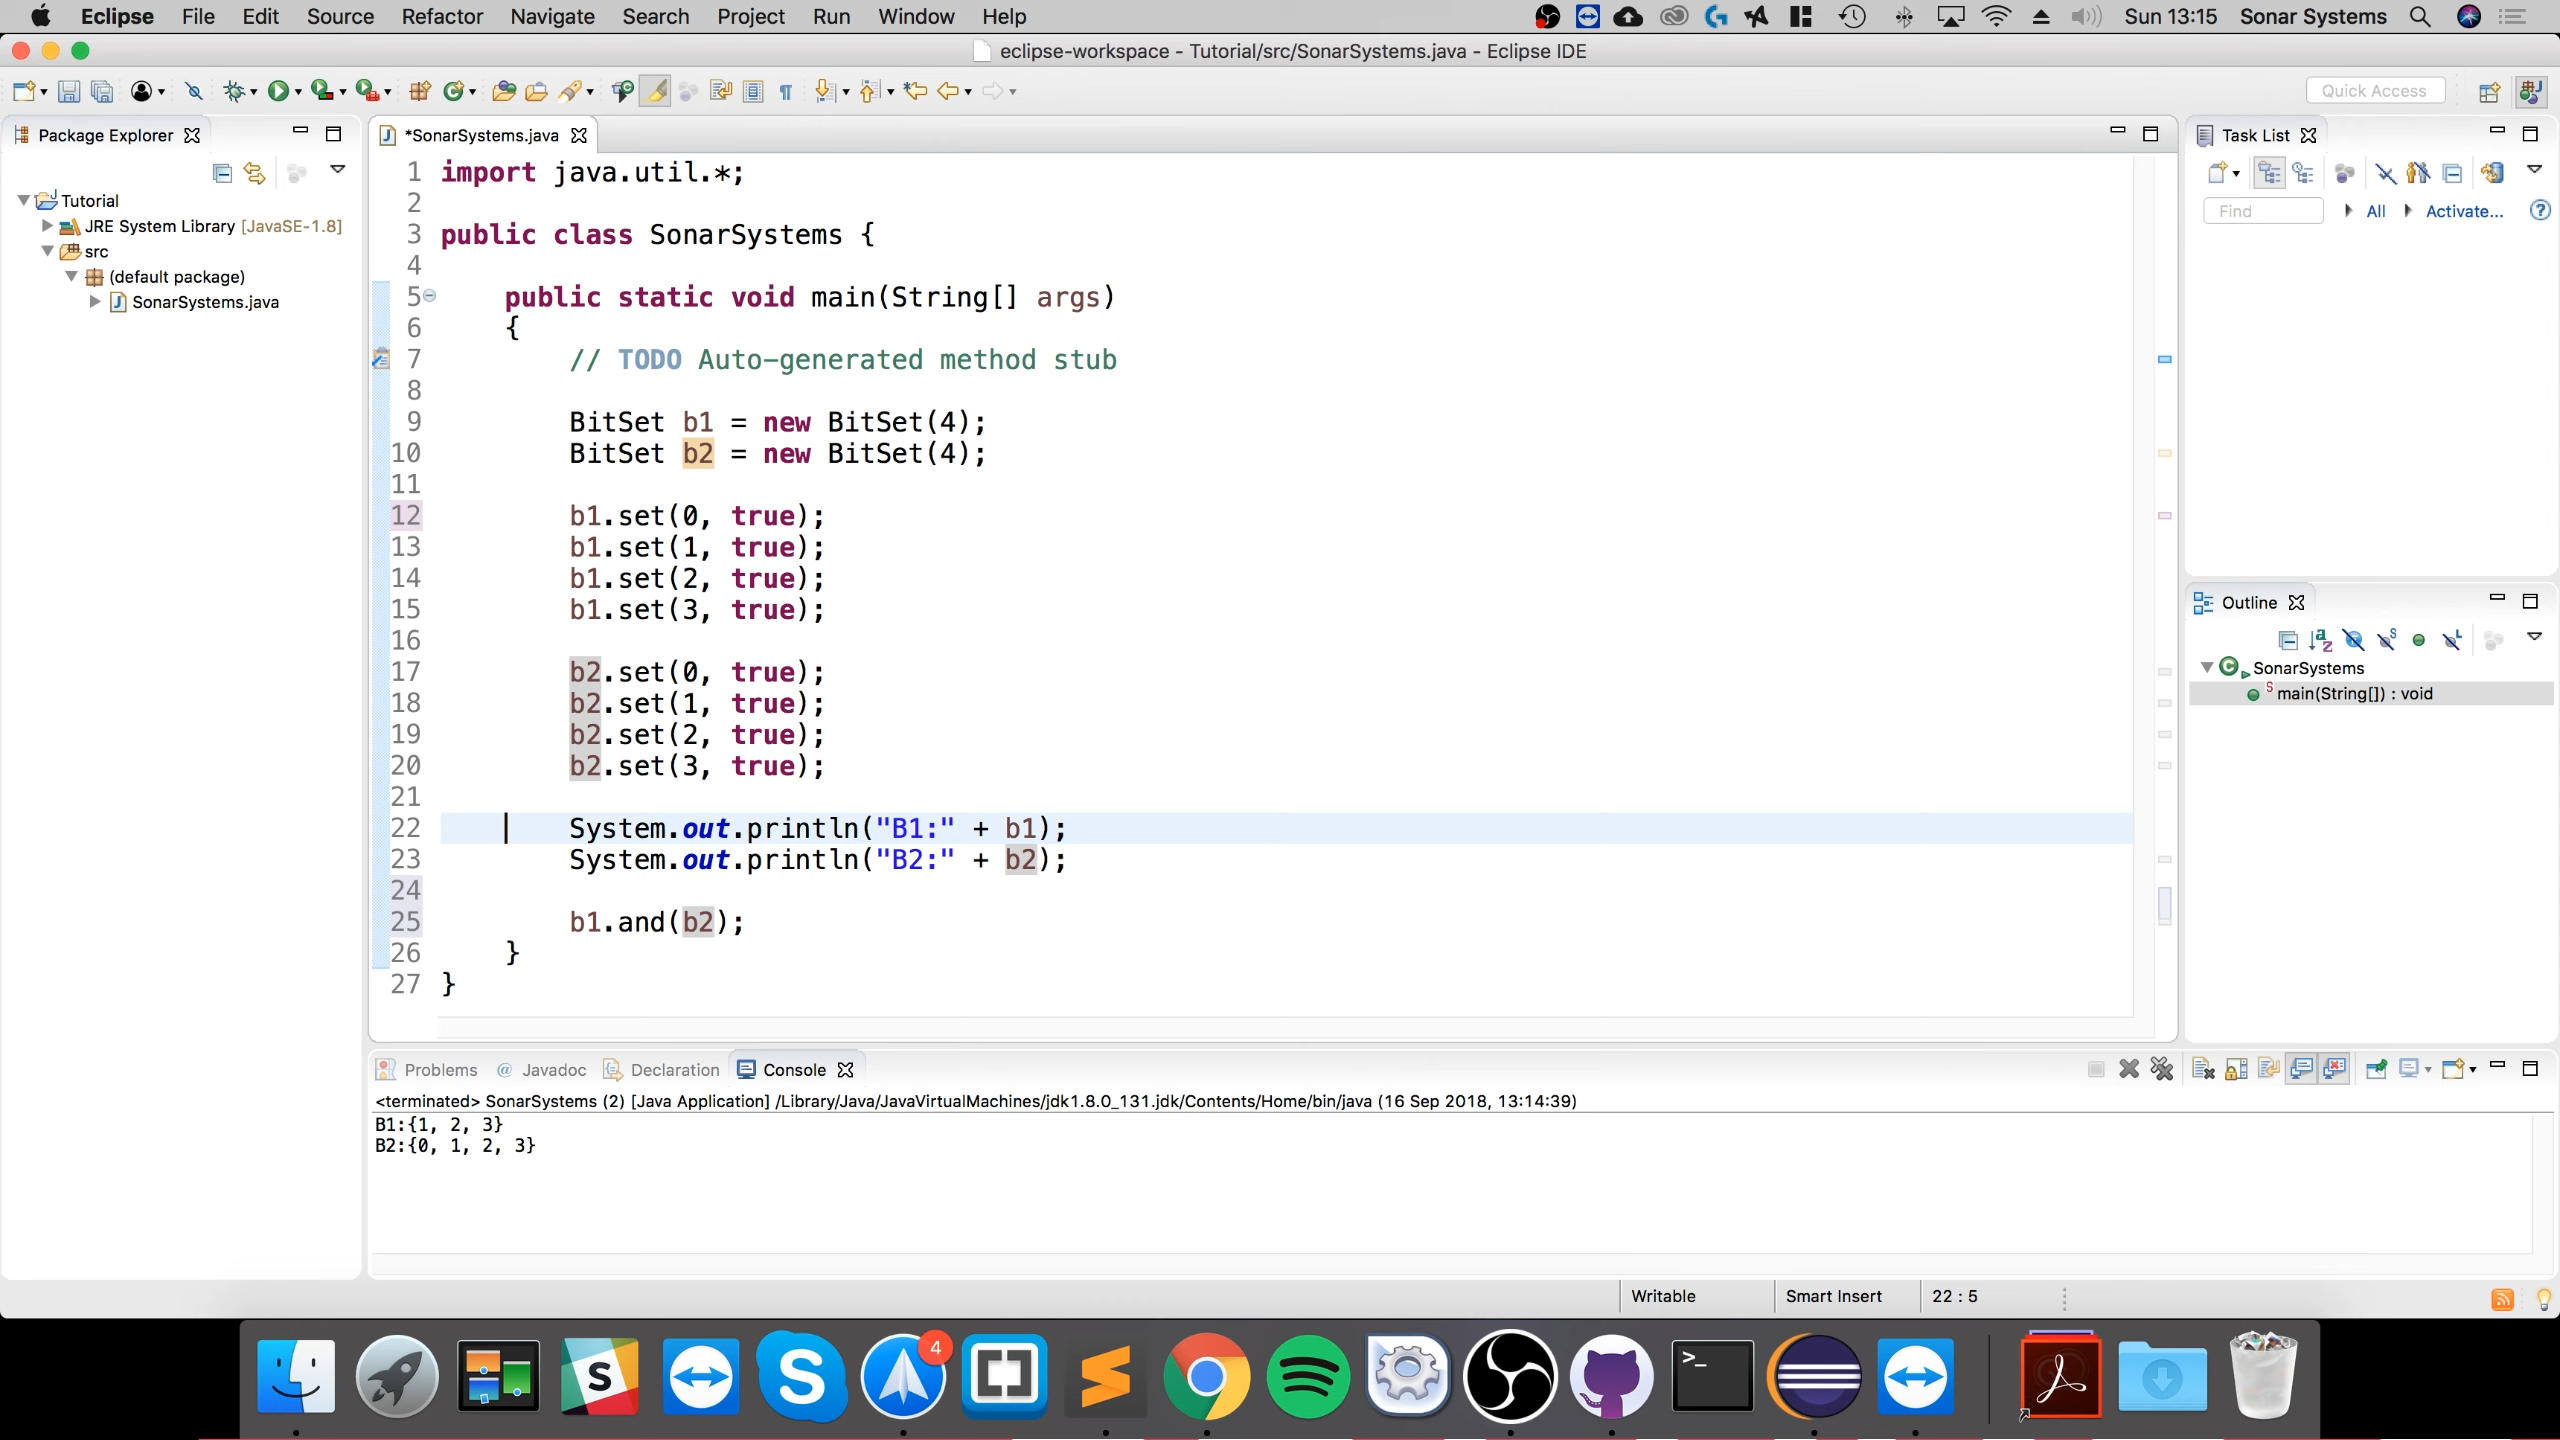 Eclipse File Edit Source Refactor Navigate Search Project Run Window Help Sun 13:15 Sonar Systems
eclipse-workspace - Tutorial/src/SonarSystems.java - Eclipse IDE
Quick Access
Package Explorer
Tutorial
JRE System Library [JavaSE-1.8]
src
(default package)
SonarSystems.java
*SonarSystems.java
1 import java.util.*;
2
3 public class SonarSystems {
4
5 public static void main(String[] args)
6 {
7 // TODO Auto-generated method stub
8
9 BitSet b1 = new BitSet(4);
10 BitSet b2 = new BitSet(4);
11
12 b1.set(0, true);
13 b1.set(1, true);
14 b1.set(2, true);
15 b1.set(3, true);
16
17 b2.set(0, true);
18 b2.set(1, true);
19 b2.set(2, true);
20 b2.set(3, true);
21
22 System.out.println("B1:" + b1);
23 System.out.println("B2:" + b2);
24
25 b1.and(b2);
26 }
27 }
Task List
Find All Activate...
Outline
SonarSystems
main(String[]) : void
Problems @ Javadoc Declaration Console
<terminated> SonarSystems (2) [Java Application] /Library/Java/JavaVirtualMachines/jdk1.8.0_131.jdk/Contents/Home/bin/java (16 Sep 2018, 13:14:39)
B1:{1, 2, 3}
B2:{0, 1, 2, 3}
Writable Smart Insert 22 : 5
4